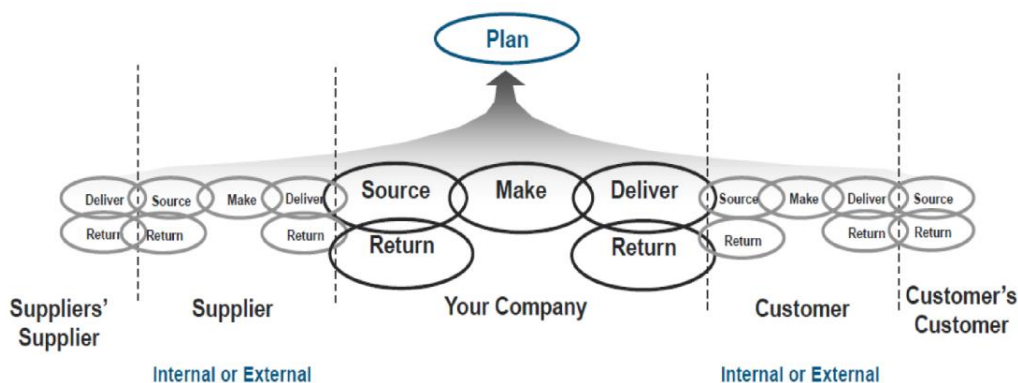 Plan
Deliver Source Make Deliver Source Make Deliver Source Make Deliver Source
Return Return Return Return Return Return Return Return
Suppliers' Supplier Your Company Customer Customer's
Supplier Customer
Internal or External Internal or External